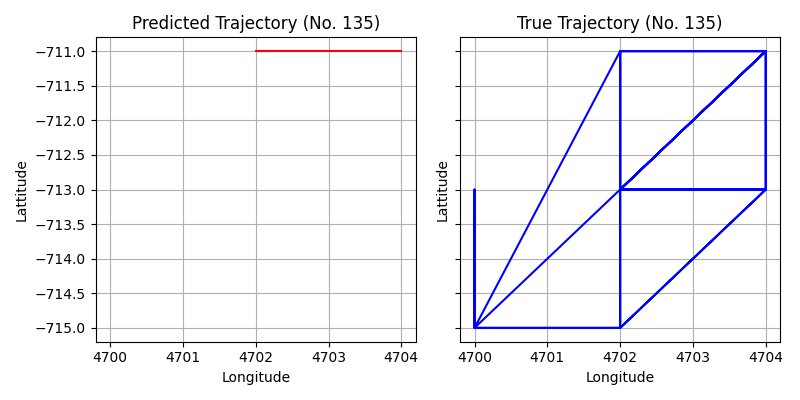 Predicted Trajectory (No. 135)
−711.0
−711.5
−712.0
−712.5
−713.0
−713.5
−714.0
−714.5
−715.0
Lattitude
4700 4701 4702 4703 4704
Longitude
True Trajectory (No. 135)
Lattitude
4700 4701 4702 4703 4704
Longitude